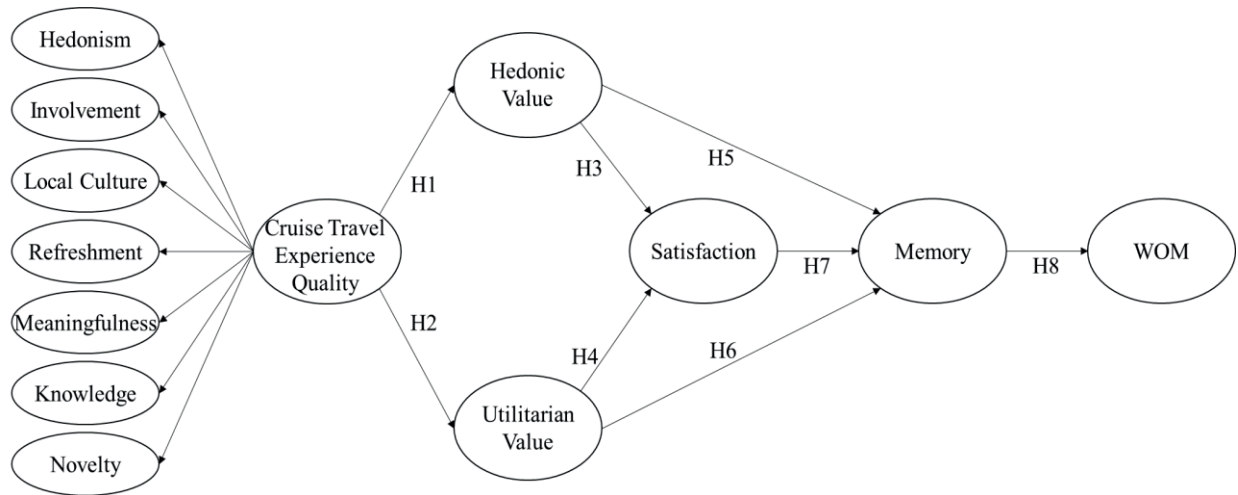 Hedonism
Involvement
Local Culture
Refreshment
Meaningfulness
Knowledge
Novelty
Cruise Travel
Experience
Quality
H1
H2
Hedonic
Value
Utilitarian
Value
H3
H4
H5
H6
Satisfaction
H7
Memory
H8
WOM